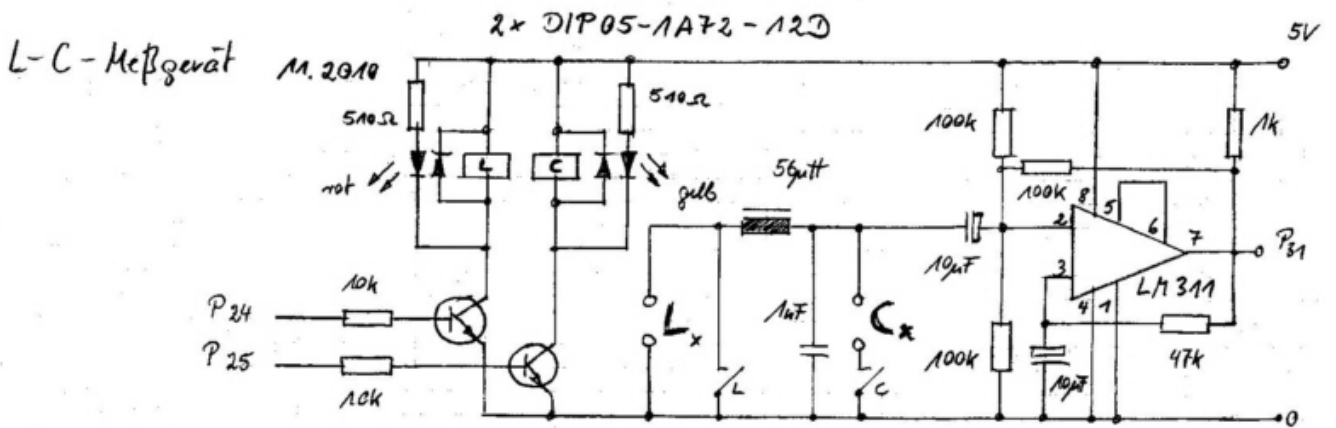 2x DIP05-1A72-12D
L-C-Meßgerät
11.2010
5V
510Ω
510Ω
100k
1k
L
C
56µH
100k
rot
gelb
8
5
2
6
7
P31
10µF
3
LM311
10k
P24
Lx
1nF
Cx
4
1
P25
100k
47k
10k
L
C
10µF
0